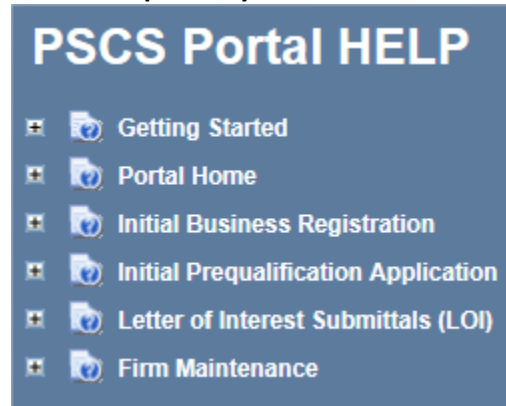 PSCS Portal HELP
Getting Started
Portal Home
Initial Business Registration
Initial Prequalification Application
Letter of Interest Submittals (LOI)
Firm Maintenance